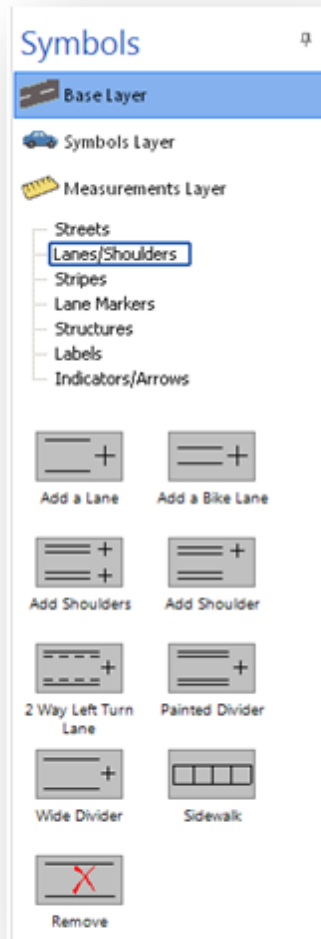 Symbols
Base Layer
Symbols Layer
Measurements Layer
Streets
Lanes/Shoulders
Stripes
Lane Markers
Structures
Labels
Indicators/Arrows
Add a Lane
Add a Bike Lane
Add Shoulders
Add Shoulder
2 Way Left Turn
Lane
Painted Divider
Wide Divider
Sidewalk
Remove